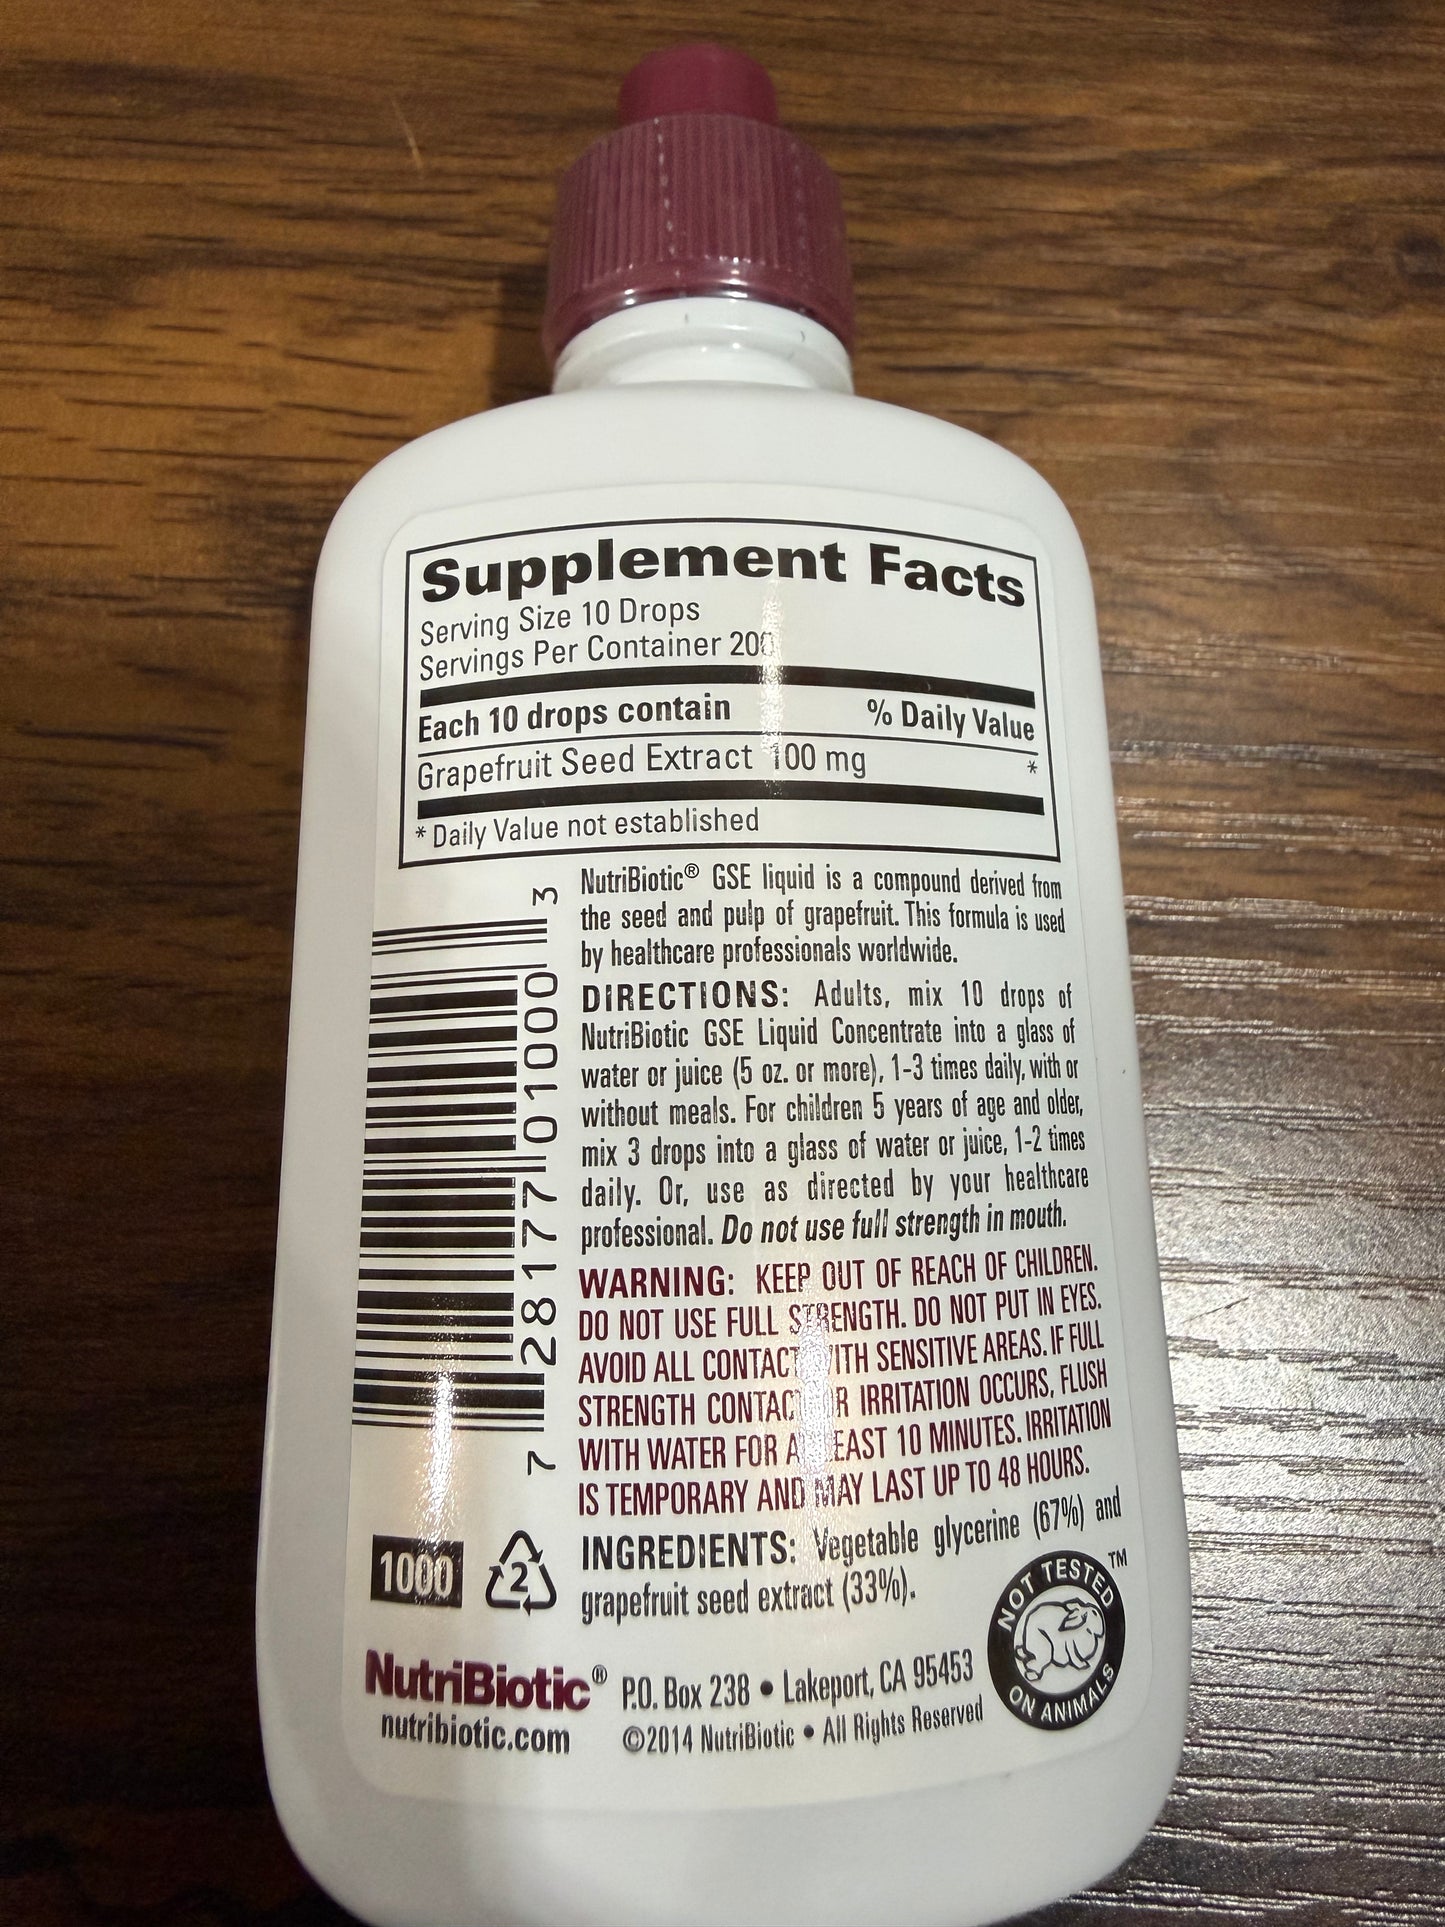 Supplement Facts
Serving Size 10 Drops
Servings Per Container 200
Each 10 drops contain % Daily Value
Grapefruit Seed Extract 100 mg *
* Daily Value not established
NutriBiotic® GSE liquid is a compound derived from
the seed and pulp of grapefruit. This formula is used
by healthcare professionals worldwide.
DIRECTIONS: Adults, mix 10 drops of
NutriBiotic GSE Liquid Concentrate into a glass of
water or juice (5 oz. or more), 1-3 times daily, with or
without meals. For children 5 years of age and older,
mix 3 drops into a glass of water or juice, 1-2 times
daily. Or, use as directed by your healthcare
professional. Do not use full strength in mouth.
WARNING: KEEP OUT OF REACH OF CHILDREN.
DO NOT USE FULL STRENGTH. DO NOT PUT IN EYES.
AVOID ALL CONTACT WITH SENSITIVE AREAS. IF FULL
STRENGTH CONTACT OR IRRITATION OCCURS, FLUSH
WITH WATER FOR AT LEAST 10 MINUTES. IRRITATION
IS TEMPORARY AND MAY LAST UP TO 48 HOURS.
INGREDIENTS: Vegetable glycerine (67%) and
grapefruit seed extract (33%).
7 28177 01000 3
1000
2
NOT TESTED ™
ON ANIMALS
NutriBiotic® P.O. Box 238 • Lakeport, CA 95453
nutribiotic.com ©2014 NutriBiotic • All Rights Reserved